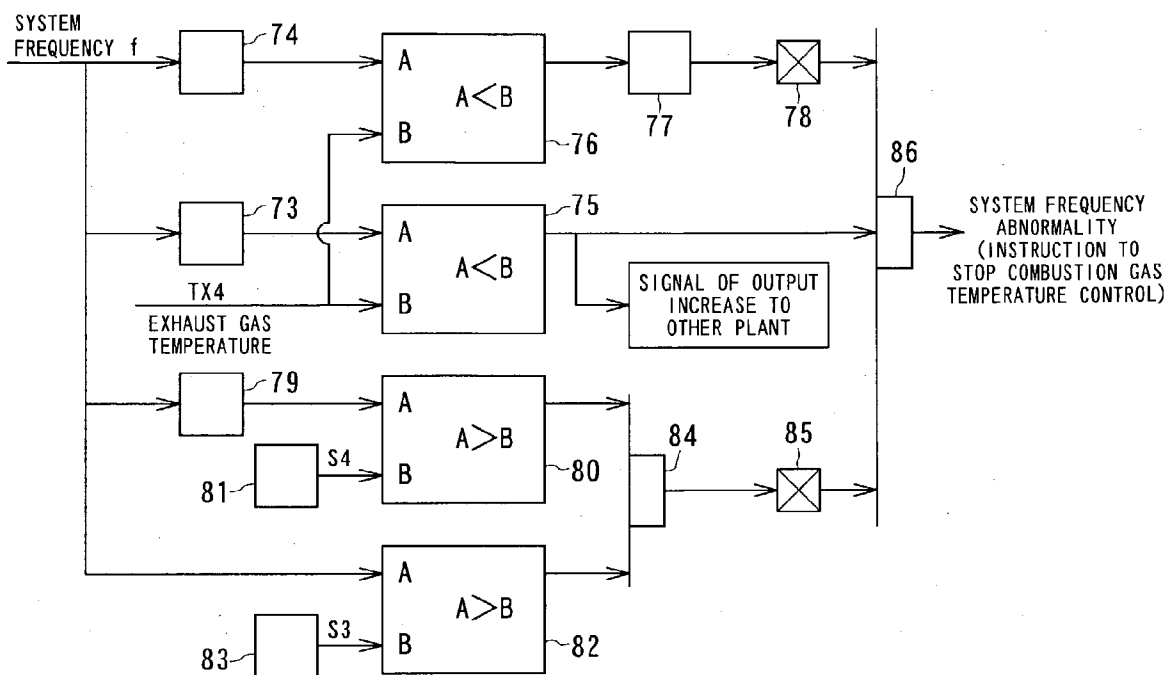 SYSTEM
FREQUENCY f
74
A
A<B
B
76
77
78
86
73
75
A
A<B
B
TX4
EXHAUST GAS
TEMPERATURE
SIGNAL OF OUTPUT
INCREASE TO
OTHER PLANT
SYSTEM FREQUENCY
ABNORMALITY
(INSTRUCTION TO
STOP COMBUSTION GAS
TEMPERATURE CONTROL)
79
A
A>B
B
80
81
S4
84
85
A
A>B
B
82
83
S3